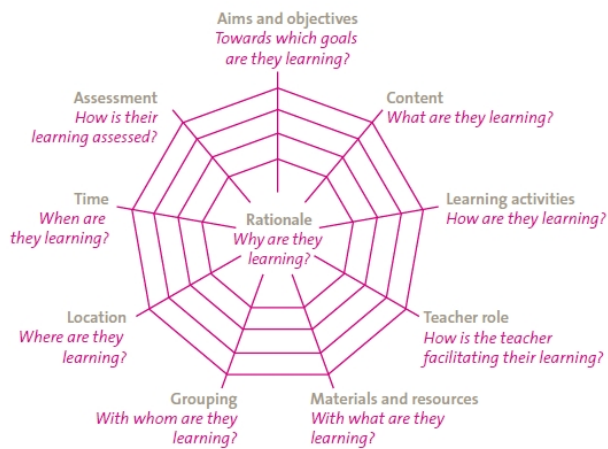 Aims and objectives
Towards which goals
are they learning?
Assessment
How is their
learning assessed?
Content
What are they learning?
Time
When are
they learning?
Rationale
Why are they
learning?
Learning activities
How are they learning?
Location
Where are they
learning?
Teacher role
How is the teacher
facilitating their learning?
Grouping
With whom are they
learning?
Materials and resources
With what are they
learning?